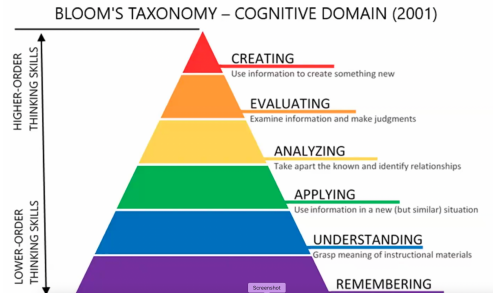 BLOOM'S TAXONOMY – COGNITIVE DOMAIN (2001)
HIGHER-ORDER
THINKING SKILLS
LOWER-ORDER
THINKING SKILLS
CREATING
Use information to create something new
EVALUATING
Examine information and make judgments
ANALYZING
Take apart the known and identify relationships
APPLYING
Use information in a new (but similar) situation
UNDERSTANDING
Grasp meaning of instructional materials
REMEMBERING
Screenshot